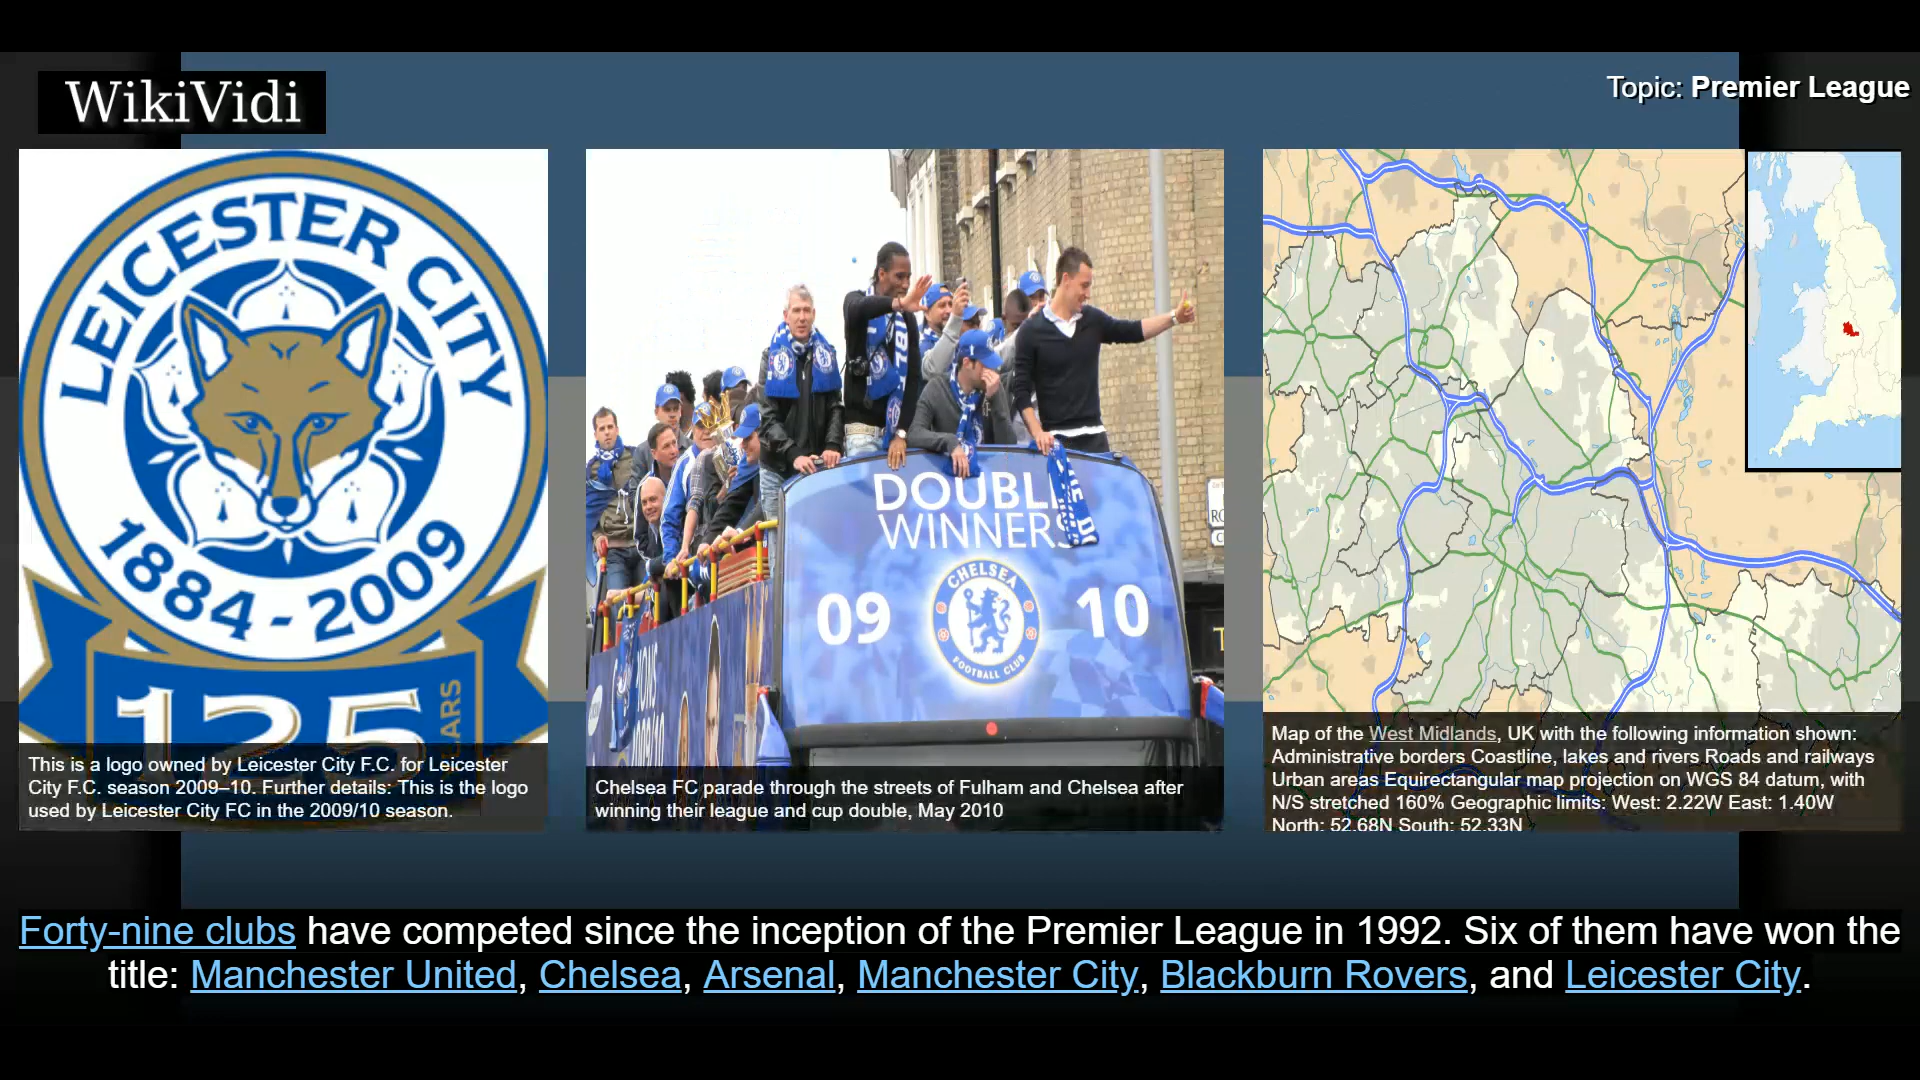 WikiVidi
Topic: Premier League
LEICESTER CITY
1884 - 2009
125
YEARS
This is a logo owned by Leicester City F.C. for Leicester
City F.C. season 2009–10. Further details: This is the logo
used by Leicester City FC in the 2009/10 season.
DOUBLE
WINNERS
09
10
CHELSEA
FOOTBALL CLUB
Chelsea FC parade through the streets of Fulham and Chelsea after
winning their league and cup double, May 2010
Map of the West Midlands, UK with the following information shown:
Administrative borders Coastline, lakes and rivers Roads and railways
Urban areas Equirectangular map projection on WGS 84 datum, with
N/S stretched 160% Geographic limits: West: 2.22W East: 1.40W
North: 52.68N South: 52.33N
Forty-nine clubs have competed since the inception of the Premier League in 1992. Six of them have won the
title: Manchester United, Chelsea, Arsenal, Manchester City, Blackburn Rovers, and Leicester City.